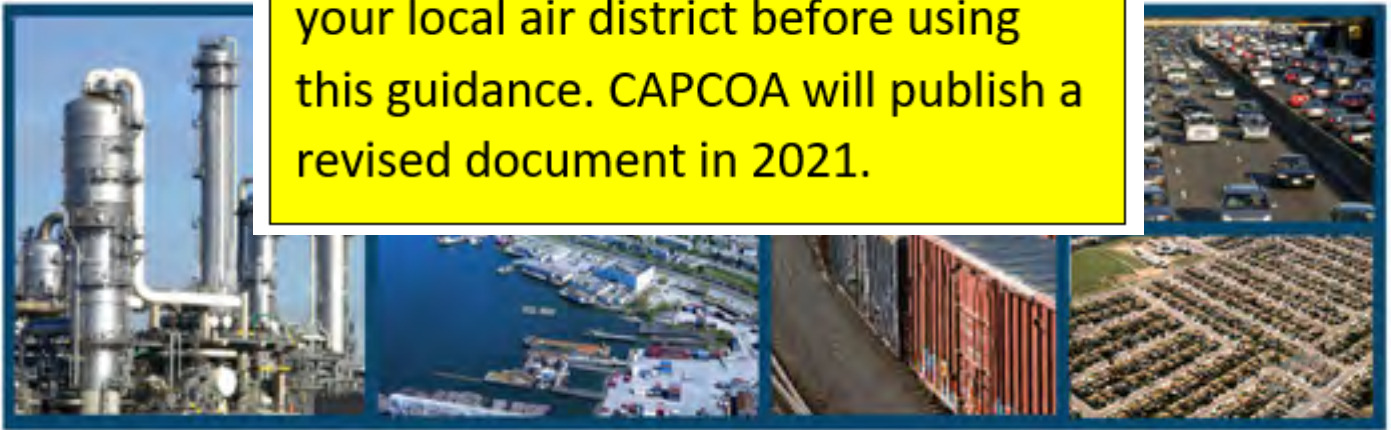 your local air district before using
this guidance. CAPCOA will publish a
revised document in 2021.